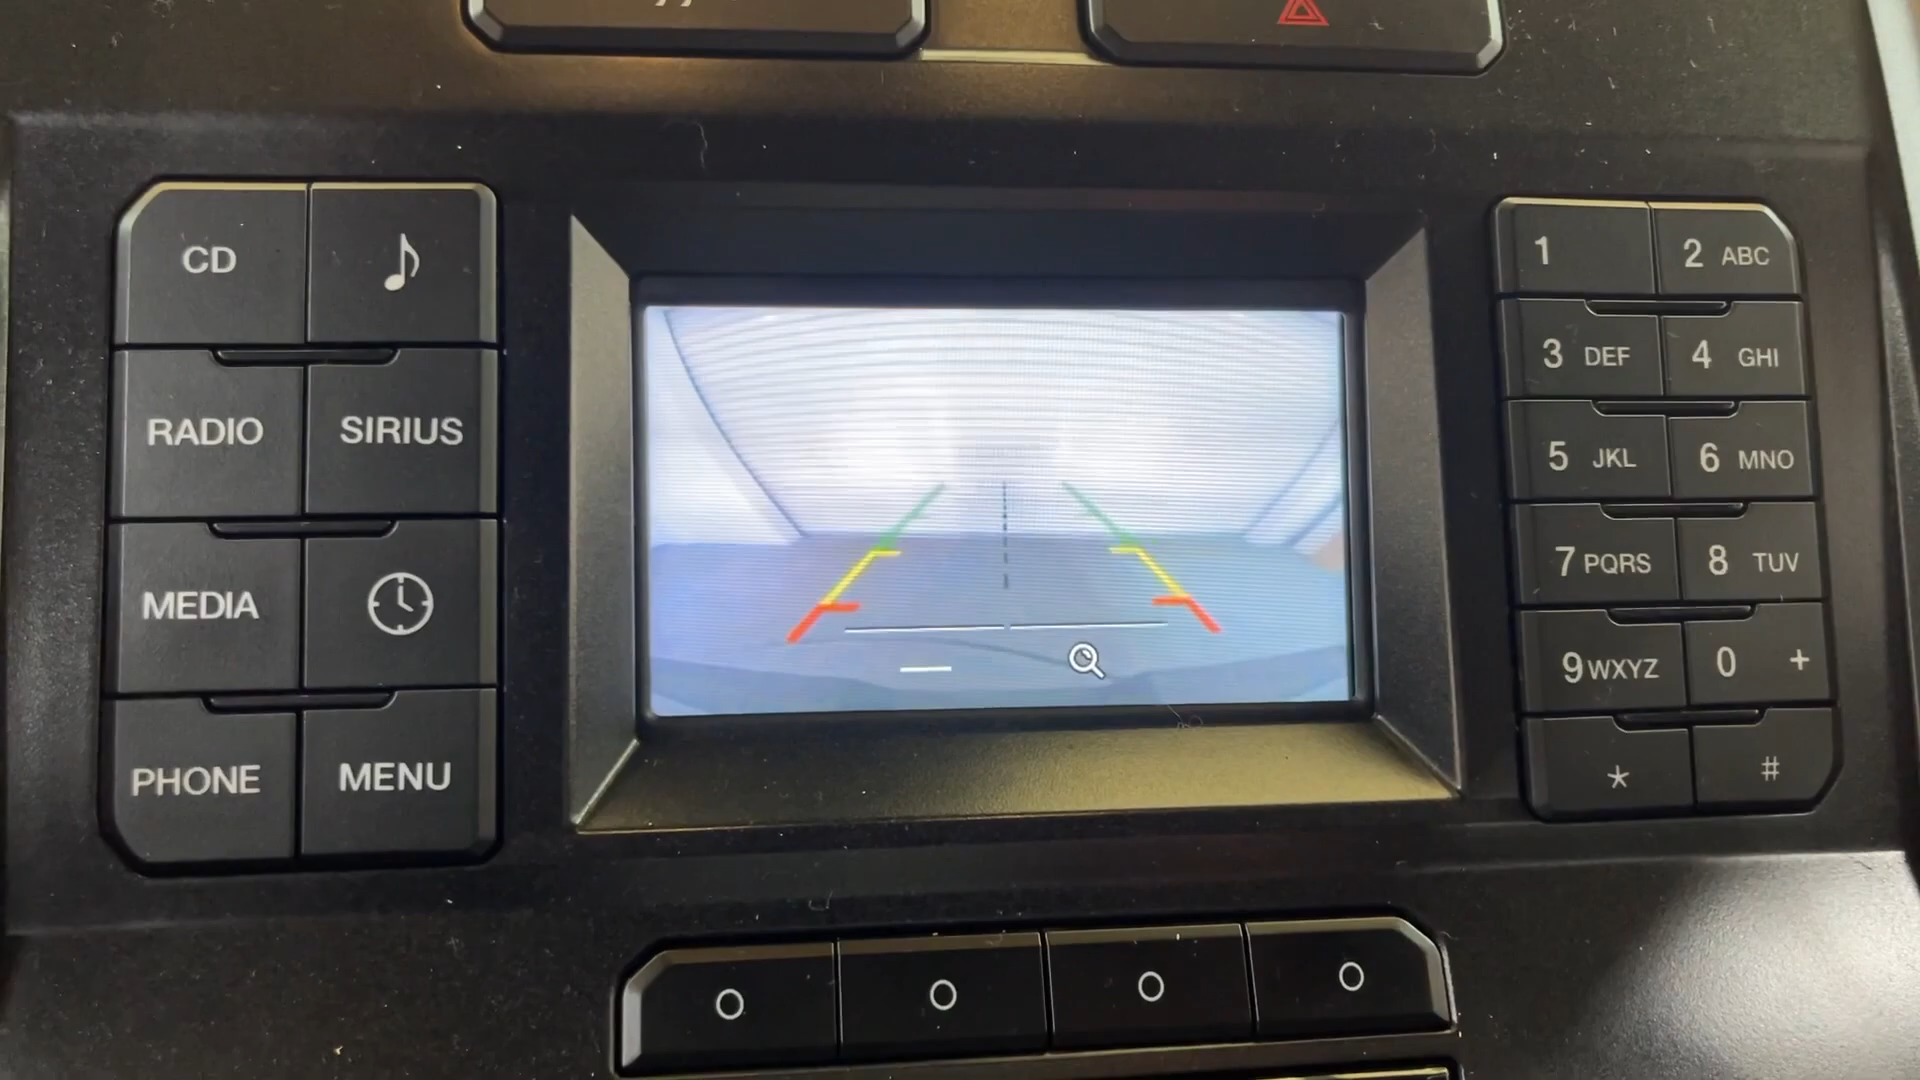 CD
RADIO SIRIUS
MEDIA
PHONE MENU
1 2 ABC
3 DEF 4 GHI
5 JKL 6 MNO
7 PQRS 8 TUV
9 WXYZ 0 +
* #